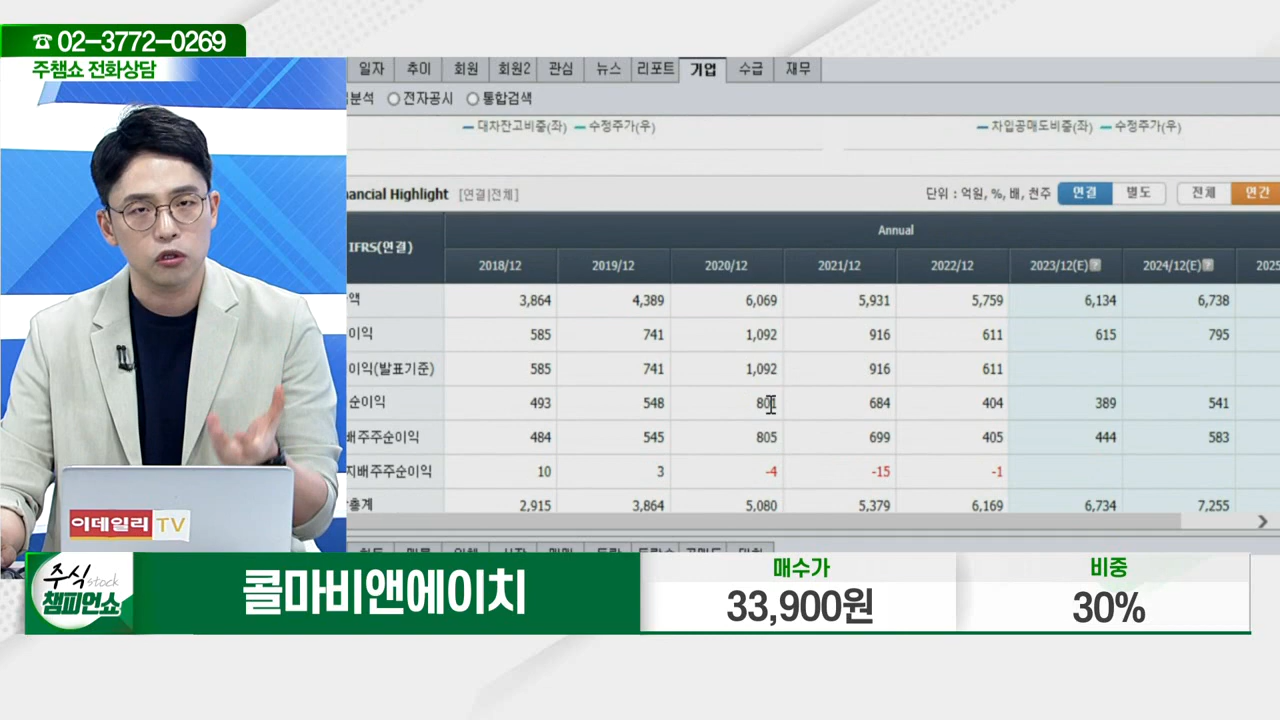 ☎ 02-3772-0269
주챔쇼 전화상담
일자 추이 회원 회원2 관심 뉴스 리포트 기업 수급 재무
분석 전자공시 통합검색
대차잔고비중(좌) 수정주가(우) 차입공매도비중(좌) 수정주가(우)
ancial Highlight [연결|전체] 단위 : 억원, %, 배, 천주 연결 별도 전체 연간
IFRS(연결) Annual
2018/12 2019/12 2020/12 2021/12 2022/12 2023/12(E) 2024/12(E) 2025
액 3,864 4,389 6,069 5,931 5,759 6,134 6,738
이익 585 741 1,092 916 611 615 795
이익(발표기준) 585 741 1,092 916 611
순이익 493 548 801 684 404 389 541
배주주순이익 484 545 805 699 405 444 583
지배주주순이익 10 3 -4 -15 -1
총계 2,915 3,864 5,080 5,379 6,169 6,734 7,255
이데일리 TV
주식 stock
챔피언쇼
콜마비앤에이치
매수가 비중
33,900원 30%